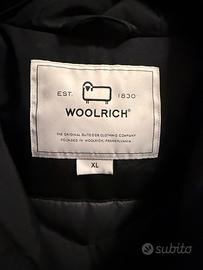 EST. 1830
WOOLRICH®
THE ORIGINAL OUTDOOR CLOTHING COMPANY
FOUNDED IN WOOLRICH, PENNSYLVANIA
XL
subito